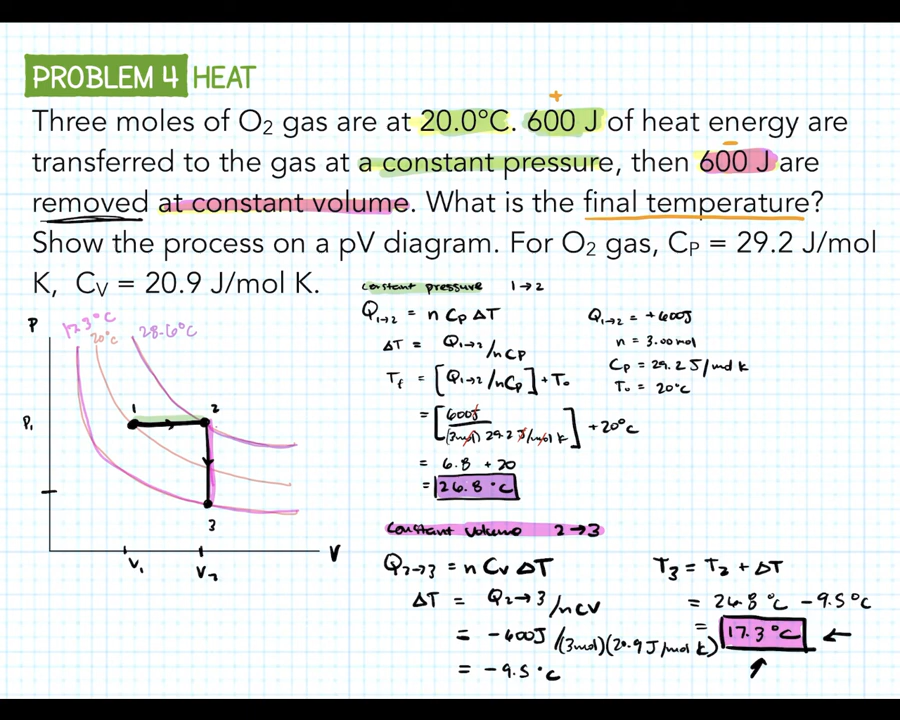 PROBLEM 4 HEAT
+
Three moles of O₂ gas are at 20.0°C. 600 J of heat energy are
−
transferred to the gas at a constant pressure, then 600 J are
removed at constant volume. What is the final temperature?
Show the process on a pV diagram. For O₂ gas, Cₚ = 29.2 J/mol
K, Cᵥ = 20.9 J/mol K.
Constant pressure 1→2
Q₁→₂ = n Cp ΔT
ΔT = Q₁→₂/nCp
T_f = [Q₁→₂/nCp] + T₀
= [600J / (3mol) 29.2 J/mol K] + 20°C
= 6.8 + 20
= 26.8 °C
Q₁→₂ = +600J
n = 3.00 mol
Cp = 29.2 J/mol K
T₀ = 20°C
P
17.3°C
20°C
28.6°C
1
2
P₁
3
V
V₁
V₂
Constant Volume 2→3
Q₂→₃ = n Cv ΔT
ΔT = Q₂→₃/nCv
= -600J/(3mol)(20.9 J/mol K)
= -9.5 °C
T₃ = T₂ + ΔT
= 26.8 °C - 9.5 °C
= 17.3°C ←
↑